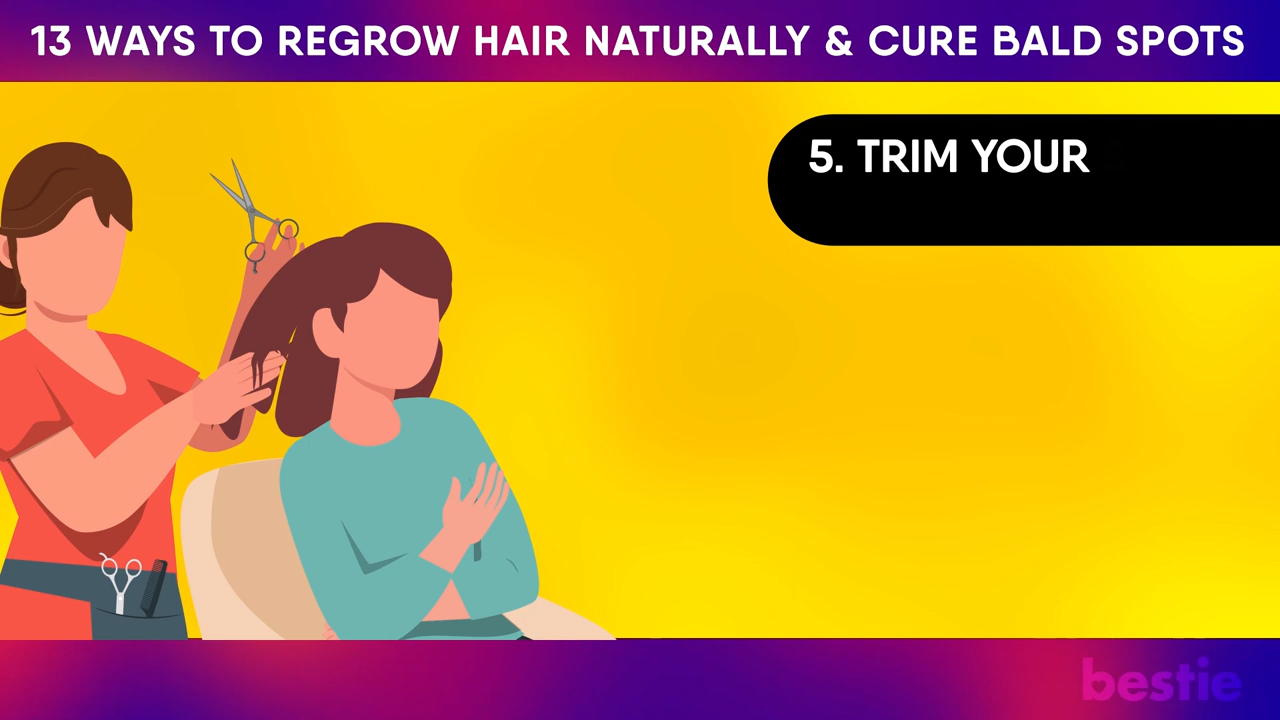 13 WAYS TO REGROW HAIR NATURALLY & CURE BALD SPOTS
5. TRIM YOUR
bestie